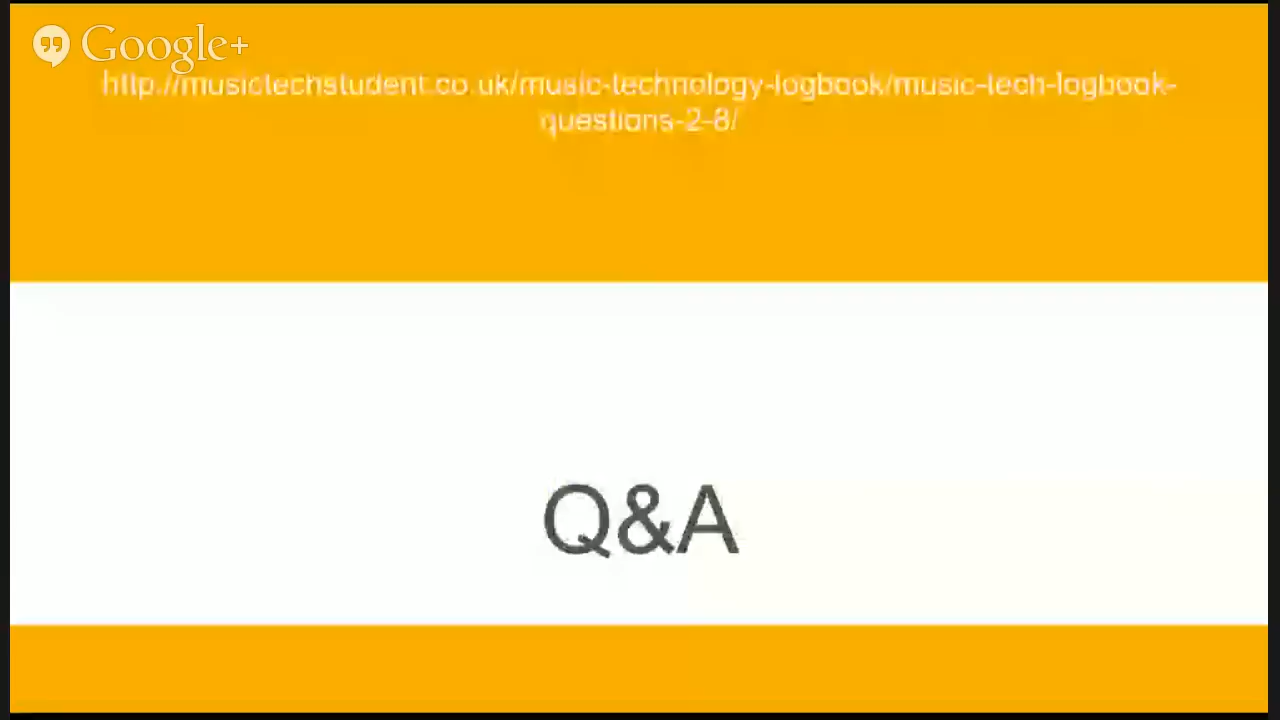 Google+
http://musictechstudent.co.uk/music-technology-logbook/music-tech-logbook-
questions-2-8/
Q&A